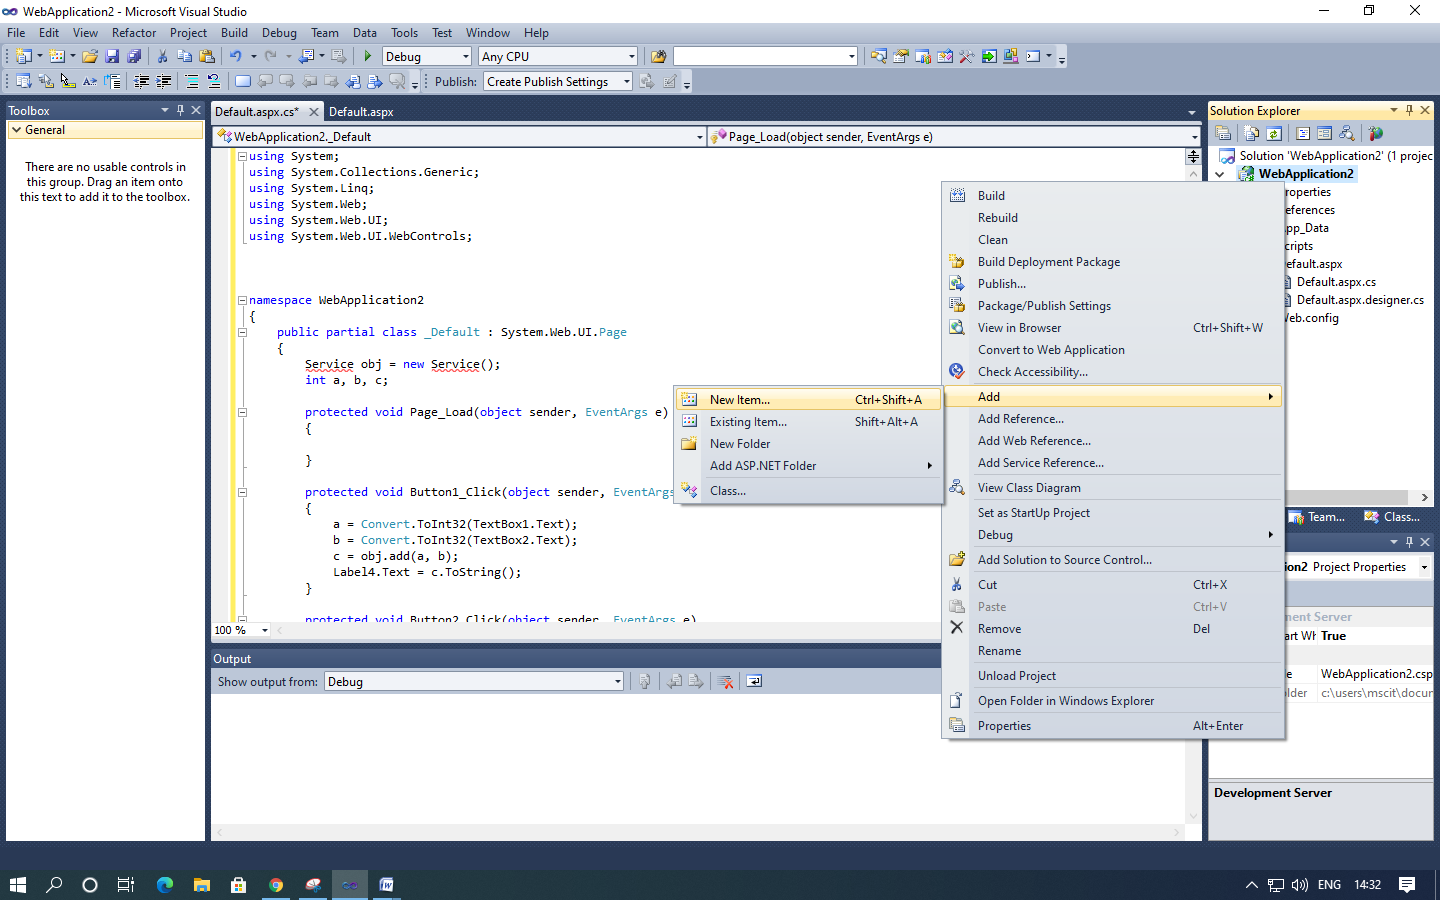 WebApplication2 - Microsoft Visual Studio
File Edit View Refactor Project Build Debug Team Data Tools Test Window Help
Debug Any CPU
Publish: Create Publish Settings
Toolbox
General
There are no usable controls in
this group. Drag an item onto
this text to add it to the toolbox.
Default.aspx.cs* Default.aspx
WebApplication2._Default Page_Load(object sender, EventArgs e)
using System;
using System.Collections.Generic;
using System.Linq;
using System.Web;
using System.Web.UI;
using System.Web.UI.WebControls;
namespace WebApplication2
{
public partial class _Default : System.Web.UI.Page
{
Service obj = new Service();
int a, b, c;
protected void Page_Load(object sender, EventArgs e)
{
}
protected void Button1_Click(object sender, EventArgs
{
a = Convert.ToInt32(TextBox1.Text);
b = Convert.ToInt32(TextBox2.Text);
c = obj.add(a, b);
Label4.Text = c.ToString();
}
protected void Button2_Click(object sender, EventArgs e)
100 %
Output
Show output from: Debug
New Item... Ctrl+Shift+A
Existing Item... Shift+Alt+A
New Folder
Add ASP.NET Folder
Class...
Build
Rebuild
Clean
Build Deployment Package
Publish...
Package/Publish Settings
View in Browser Ctrl+Shift+W
Convert to Web Application
Check Accessibility...
Add
Add Reference...
Add Web Reference...
Add Service Reference...
View Class Diagram
Set as StartUp Project
Debug
Add Solution to Source Control...
Cut Ctrl+X
Paste Ctrl+V
Remove Del
Rename
Unload Project
Open Folder in Windows Explorer
Properties Alt+Enter
Solution Explorer
Solution 'WebApplication2' (1 projec
WebApplication2
roperties
eferences
pp_Data
cripts
efault.aspx
Default.aspx.cs
Default.aspx.designer.cs
eb.config
Team... Class...
ion2 Project Properties
ment Server
art Wh True
le WebApplication2.csp
older c:\users\mscit\docur
Development Server
ENG 14:32